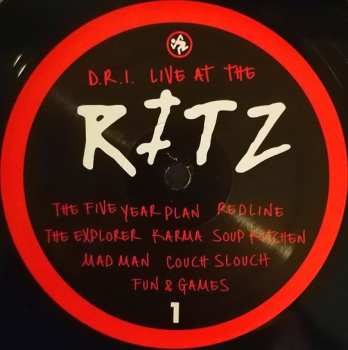 D.R.I. LIVE AT THE
RITZ
THE FIVE YEAR PLAN REDLINE
THE EXPLORER KARMA SOUP KITCHEN
MAD MAN COUCH SLOUCH
FUN & GAMES
1